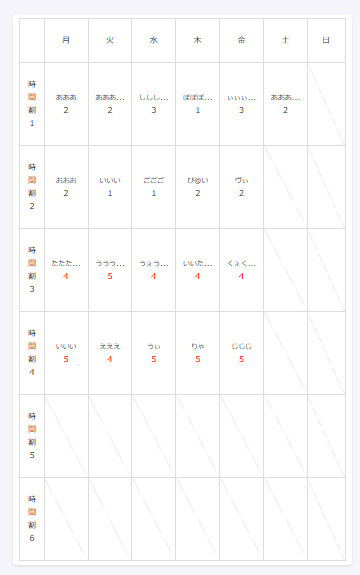 月 火 水 木 金 土 日
時間割1
あああ 2
あああ... 2
ししし... 3
ぱぱぱ... 1
いいい... 3
あああ... 2
時間割2
おおお 2
いいい 1
ごごご 1
び@い 2
ヴい 2
時間割3
たたた... 4
ううう... 5
うぇう... 4
いいた... 4
くぇく... 4
時間割4
いいい 5
えええ 4
うい 5
りゃ 5
じじじ 5
時間割5
時間割6